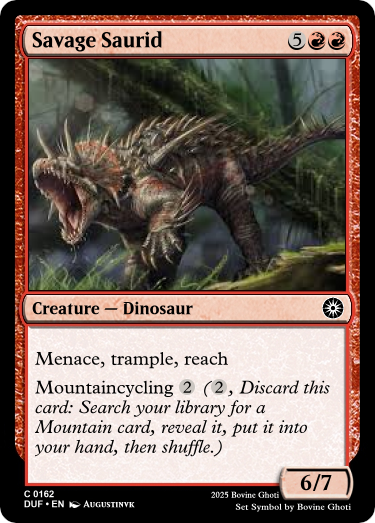 Savage Saurid 5
Creature — Dinosaur
Menace, trample, reach
Mountaincycling 2 (2, Discard this
card: Search your library for a
Mountain card, reveal it, put it into
your hand, then shuffle.)
6/7
C 0162
DUF • EN AUGUSTINVK
2025 Bovine Ghoti
Set Symbol by Bovine Ghoti